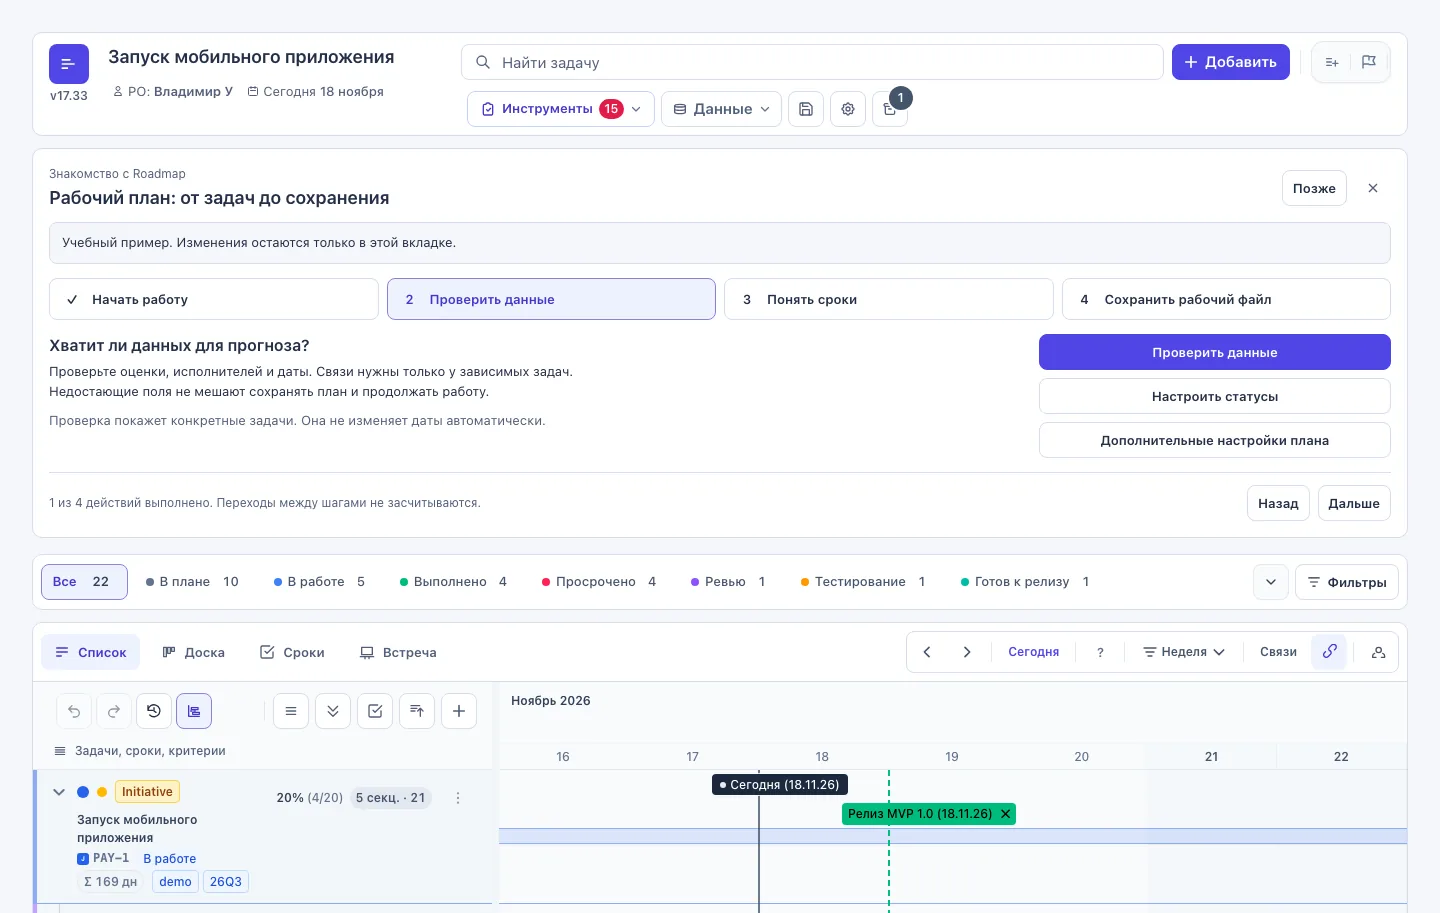 Запуск мобильного приложения
v17.33
PO: Владимир У
Сегодня 18 ноября
Найти задачу
Добавить
Инструменты 15
Данные
1
Знакомство с Roadmap
Рабочий план: от задач до сохранения
Позже
Учебный пример. Изменения остаются только в этой вкладке.
Начать работу
2 Проверить данные
3 Понять сроки
4 Сохранить рабочий файл
Хватит ли данных для прогноза?
Проверьте оценки, исполнителей и даты. Связи нужны только у зависимых задач.
Недостающие поля не мешают сохранять план и продолжать работу.
Проверка покажет конкретные задачи. Она не изменяет даты автоматически.
Проверить данные
Настроить статусы
Дополнительные настройки плана
1 из 4 действий выполнено. Переходы между шагами не засчитываются.
Назад
Дальше
Все 22
В плане 10
В работе 5
Выполнено 4
Просрочено 4
Ревью 1
Тестирование 1
Готов к релизу 1
Фильтры
Список
Доска
Сроки
Встреча
Сегодня
?
Неделя
Связи
Задачи, сроки, критерии
Ноябрь 2026
16 17 18 19 20 21 22
Initiative
20% (4/20)
5 секц. · 21
Запуск мобильного
приложения
PAY-1 В работе
Σ 169 дн demo 26Q3
Сегодня (18.11.26)
Релиз MVP 1.0 (18.11.26)